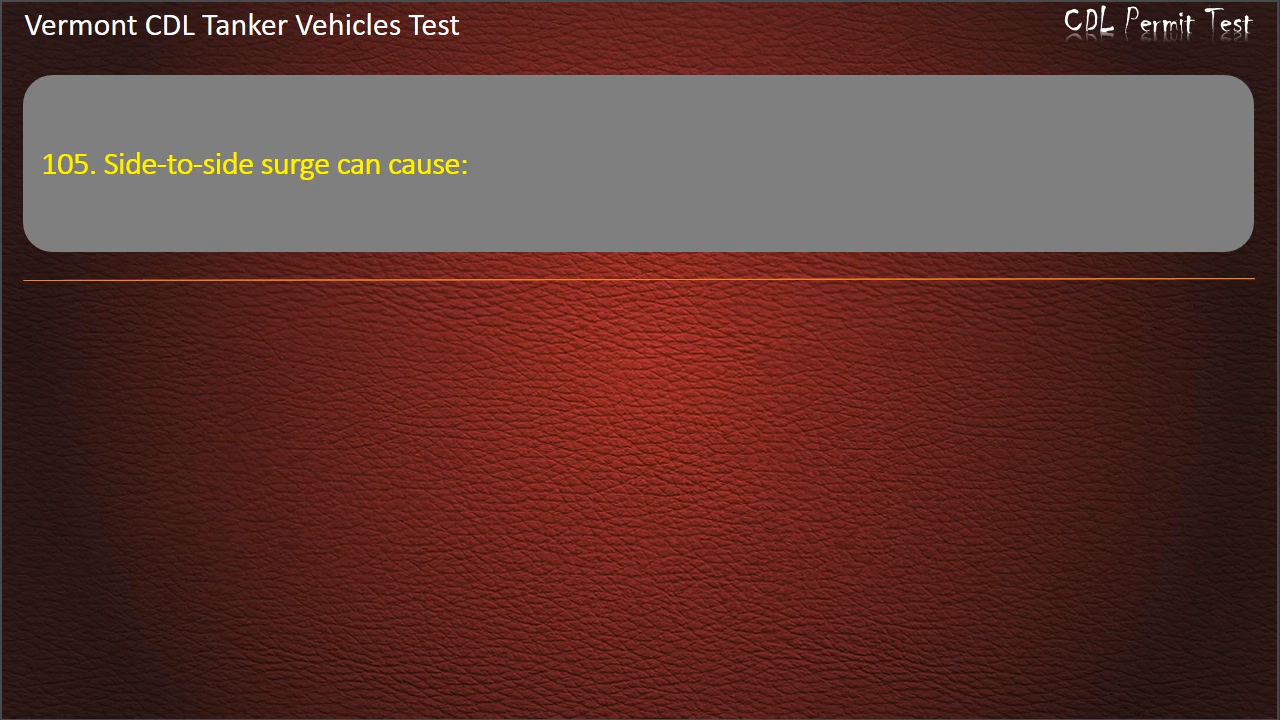 Vermont CDL Tanker Vehicles Test
CDL Permit Test
105. Side-to-side surge can cause: